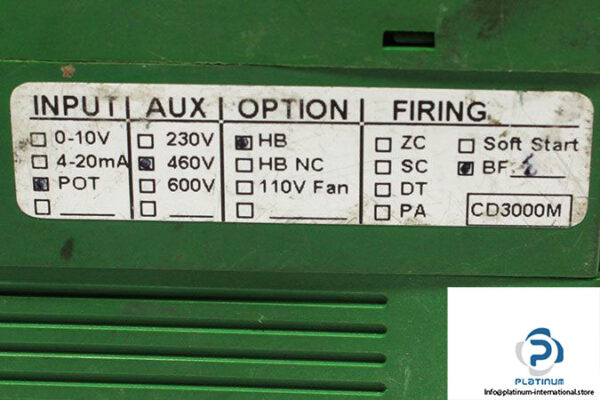 INPUT AUX OPTION FIRING
0-10V 230V HB ZC Soft Start
4-20mA 460V HB NC SC BF
POT 600V 110V Fan DT
PA CD3000M
PLATINUM
https://platinum-international.store